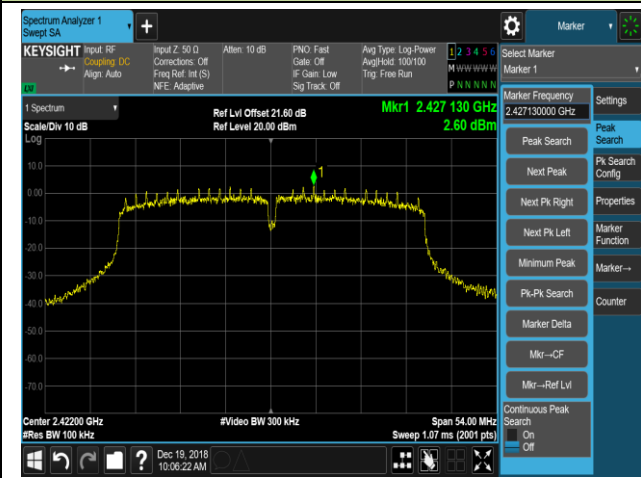 Spectrum Analyzer 1
Swept SA
+
Marker
KEYSIGHT
Input: RF
Coupling: DC
Align: Auto
Input Z: 50 Ω
Corrections: Off
Freq Ref: Int (S)
NFE: Adaptive
Atten: 10 dB
PNO: Fast
Gate: Off
IF Gain: Low
Sig Track: Off
Avg Type: Log-Power
Avg|Hold: 100/100
Trig: Free Run
1 2 3 4 5 6
M W W W W W
P N N N N N
LXI
Select Marker
Marker 1
1 Spectrum
Scale/Div 10 dB
Log
Ref Lvl Offset 21.60 dB
Ref Level 20.00 dBm
Mkr1 2.427 130 GHz
2.60 dBm
10.0
0.00
-10.0
-20.0
-30.0
-40.0
-50.0
-60.0
-70.0
1
Center 2.42200 GHz
#Res BW 100 kHz
#Video BW 300 kHz
Span 54.00 MHz
Sweep 1.07 ms (2001 pts)
Marker Frequency
2.427130000 GHz
Peak Search
Next Peak
Next Pk Right
Next Pk Left
Minimum Peak
Pk-Pk Search
Marker Delta
Mkr→CF
Mkr→Ref Lvl
Continuous Peak
Search
On
Off
Settings
Peak
Search
Pk Search
Config
Properties
Marker
Function
Marker→
Counter
?
Dec 19, 2018
10:06:22 AM